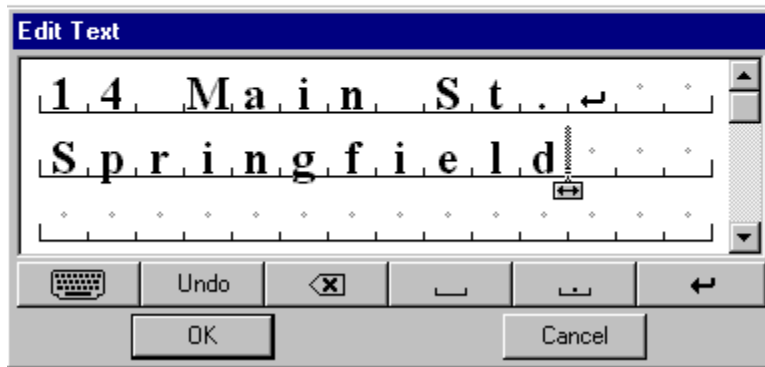 Edit Text
14 Main St.↵
Springfield
Undo
OK Cancel